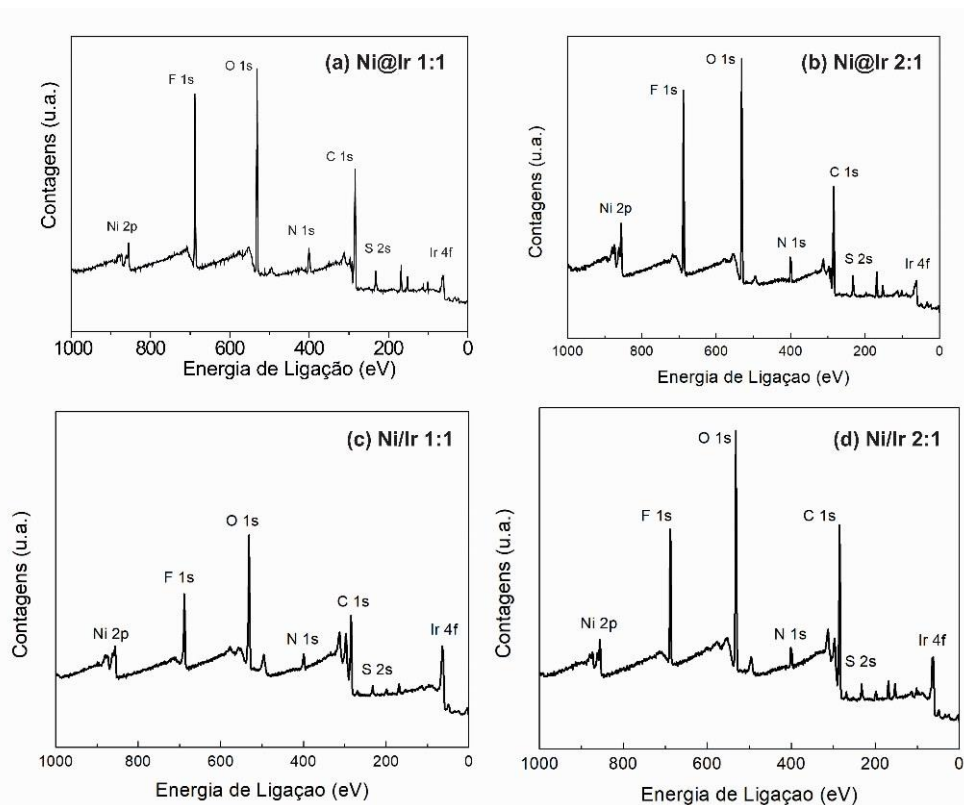 (a) Ni@Ir 1:1
Contagens (u.a.)
Ni 2p
F 1s
O 1s
N 1s
C 1s
S 2s
Ir 4f
1000 800 600 400 200 0
Energia de Ligação (eV)
(b) Ni@Ir 2:1
Contagens (u.a.)
Ni 2p
F 1s
O 1s
N 1s
C 1s
S 2s
Ir 4f
1000 800 600 400 200 0
Energia de Ligaçao (eV)
(c) Ni/Ir 1:1
Contagens (u.a.)
Ni 2p
F 1s
O 1s
N 1s
C 1s
S 2s
Ir 4f
1000 800 600 400 200 0
Energia de Ligaçao (eV)
(d) Ni/Ir 2:1
Contagens (u.a.)
Ni 2p
F 1s
O 1s
N 1s
C 1s
S 2s
Ir 4f
1000 800 600 400 200 0
Energia de Ligaçao (eV)